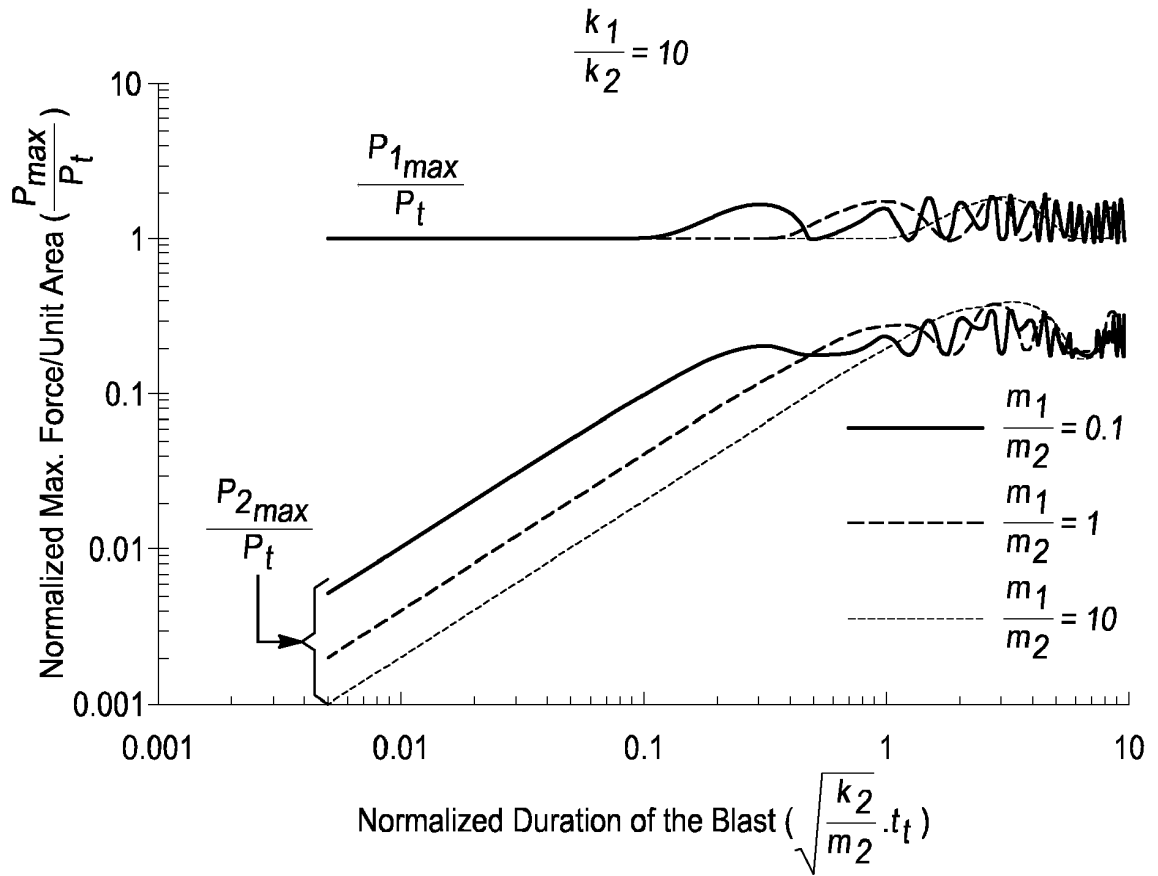 k1
k2
= 10
Normalized Max. Force/Unit Area (
Pmax
Pt
)
10
1
0.1
0.01
0.001
P1max
Pt
P2max
Pt
m1
m2
= 0.1
m1
m2
= 1
m1
m2
= 10
0.001 0.01 0.1 1 10
Normalized Duration of the Blast ( √
k2
m2
.tt )